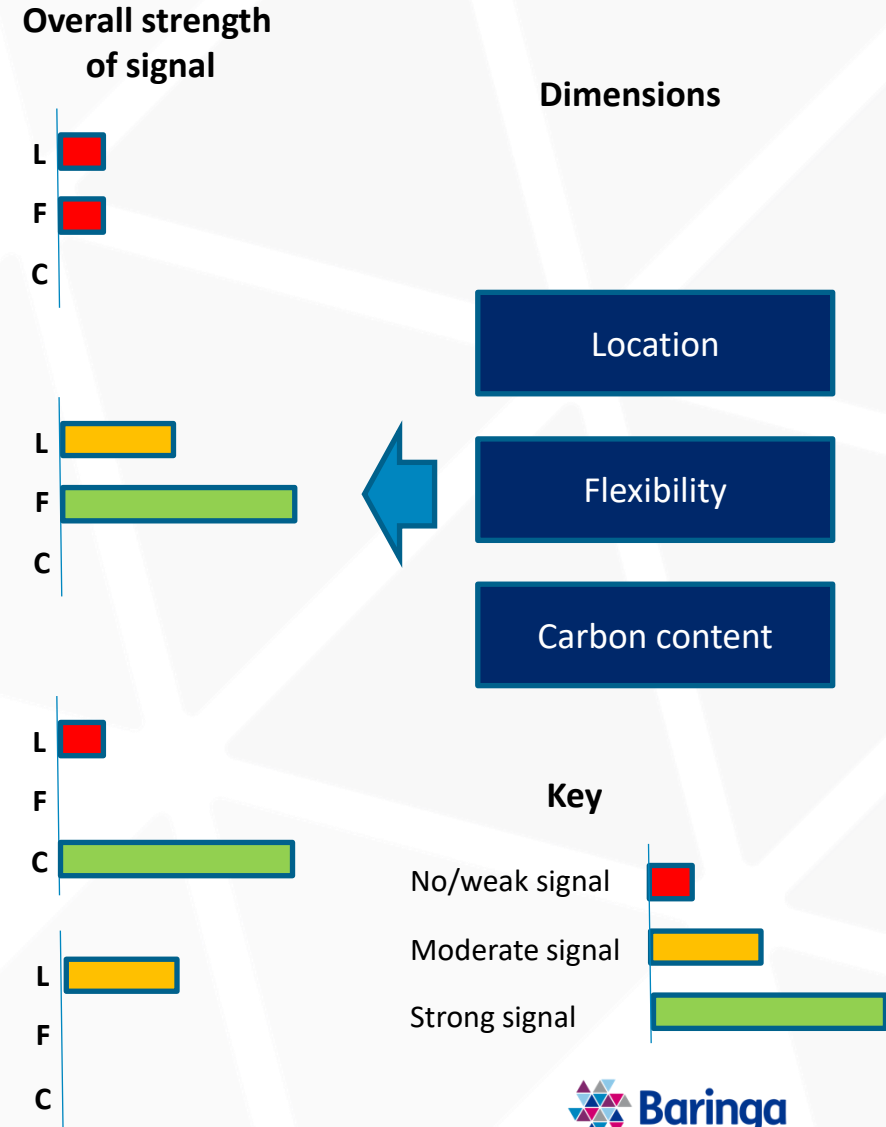 Overall strength
of signal
L
F
C
L
F
C
L
F
C
L
F
C
Dimensions
Location
Flexibility
Carbon content
Key
No/weak signal
Moderate signal
Strong signal
Baringa